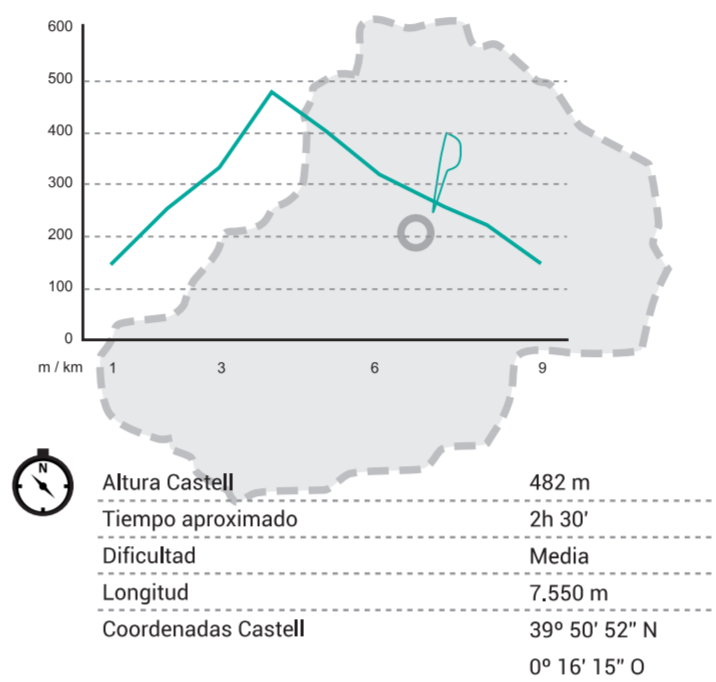 600
500
400
300
200
100
0
m / km 1 3 6 9
N
Altura Castell 482 m
Tiempo aproximado 2h 30'
Dificultad Media
Longitud 7.550 m
Coordenadas Castell 39º 50' 52" N
0º 16' 15" O